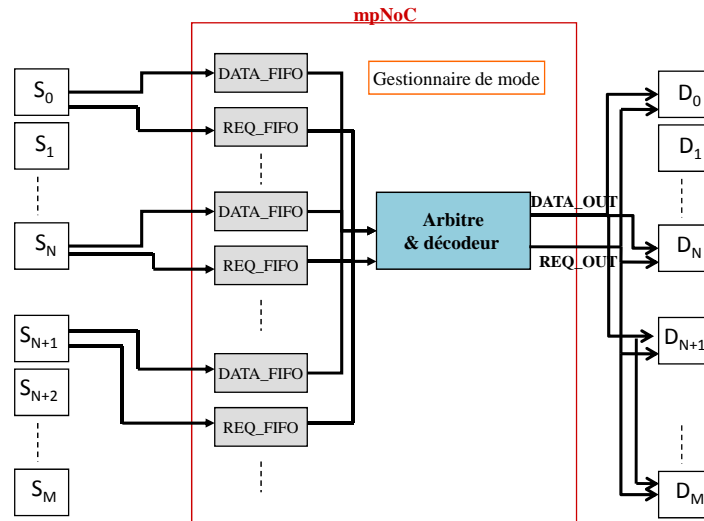 mpNoC
DATA_FIFO
Gestionnaire de mode
S0
D0
REQ_FIFO
S1
D1
DATA_FIFO
DATA_OUT
Arbitre
& décodeur
SN
DN
REQ_FIFO
REQ_OUT
SN+1
DN+1
DATA_FIFO
SN+2
REQ_FIFO
SM
DM